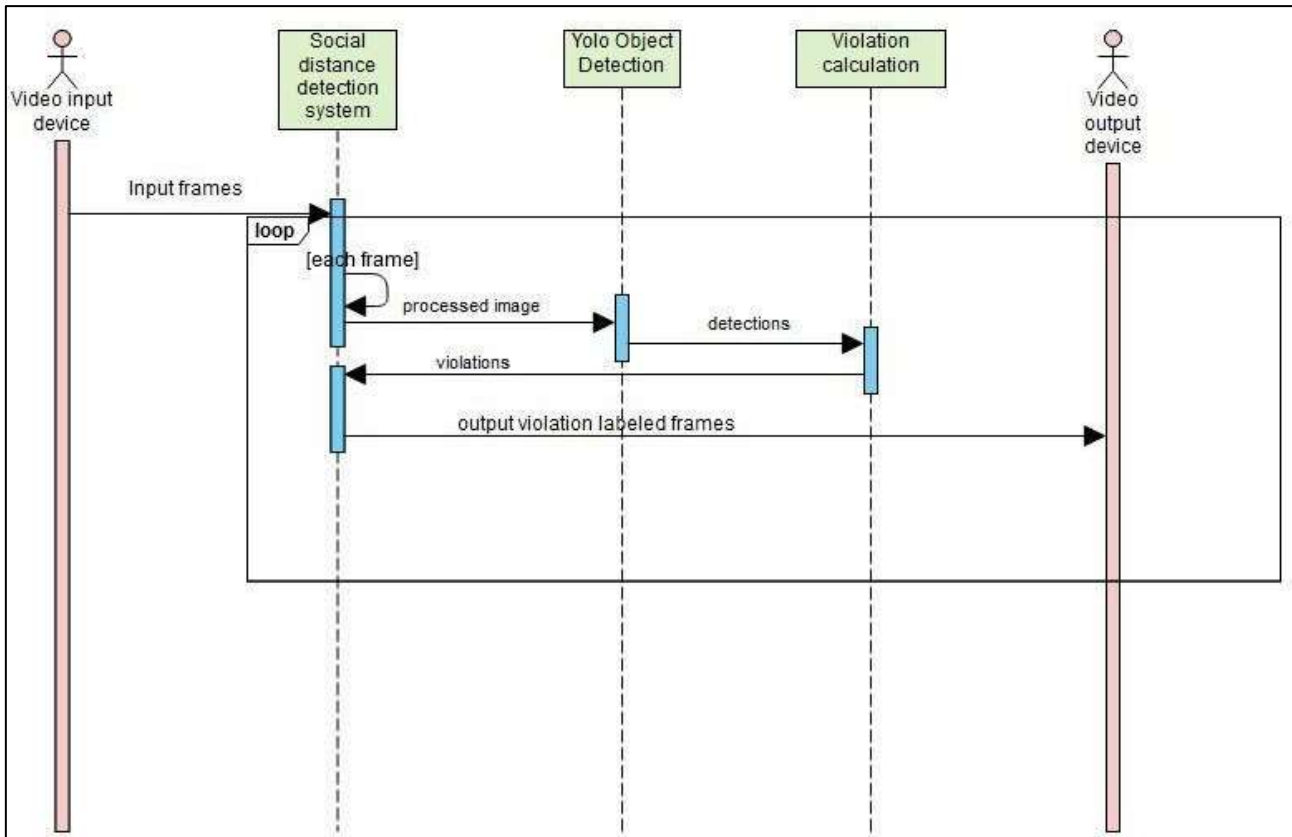 Video input
device
Social
distance
detection
system
Yolo Object
Detection
Violation
calculation
Video
output
device
Input frames
loop
[each frame]
processed image
detections
violations
output violation labeled frames